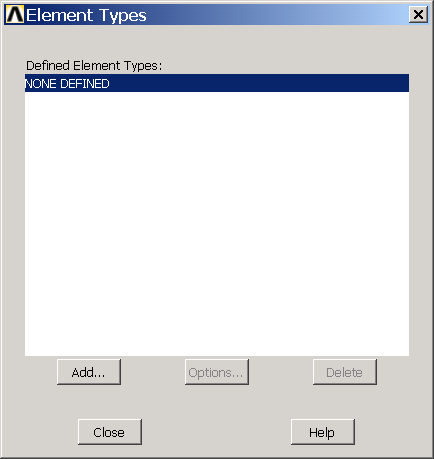 Element Types
Defined Element Types:
NONE DEFINED
Add... Options... Delete
Close Help